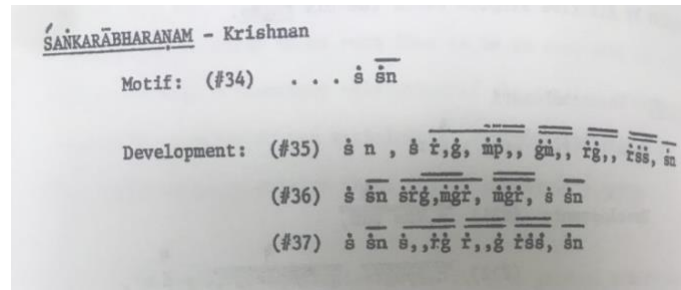 ŚAṄKARĀBHARAṆAM - Krishnan
Motif: (#34) . . . ṡ ṡn
Development: (#35) ṡ n , ṡ ṙ,ġ, ṁṗ,, ġṁ,, ṙġ,, ṙṡṡ, ṡn
(#36) ṡ ṡn ṡṙġ,ṁġṙ, ṁġṙ, ṡ ṡn
(#37) ṡ ṡn ṡ,,ṙġ ṙ,,ġ ṙṡṡ, ṡn